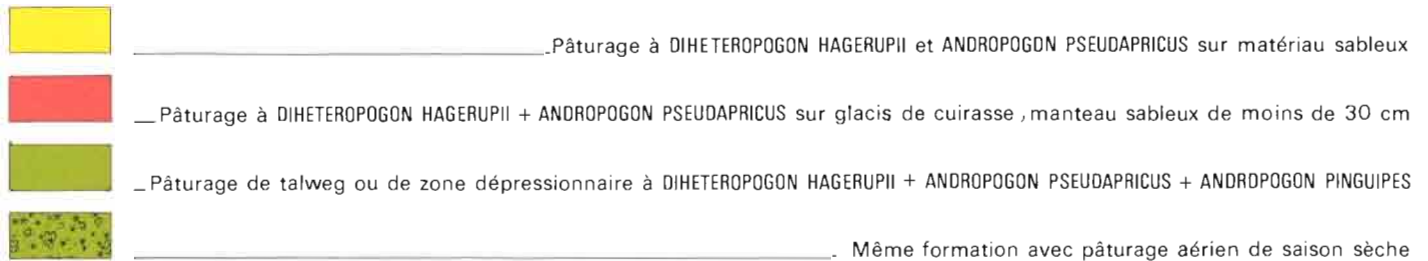 Pâturage à DIHETEROPOGON HAGERUPII et ANDROPOGON PSEUDAPRICUS sur matériau sableux
Pâturage à DIHETEROPOGON HAGERUPII + ANDROPOGON PSEUDAPRICUS sur glacis de cuirasse, manteau sableux de moins de 30 cm
Pâturage de talweg ou de zone dépressionnaire à DIHETEROPOGON HAGERUPII + ANDROPOGON PSEUDAPRICUS + ANDROPOGON PINGUIPES
Même formation avec pâturage aérien de saison sèche